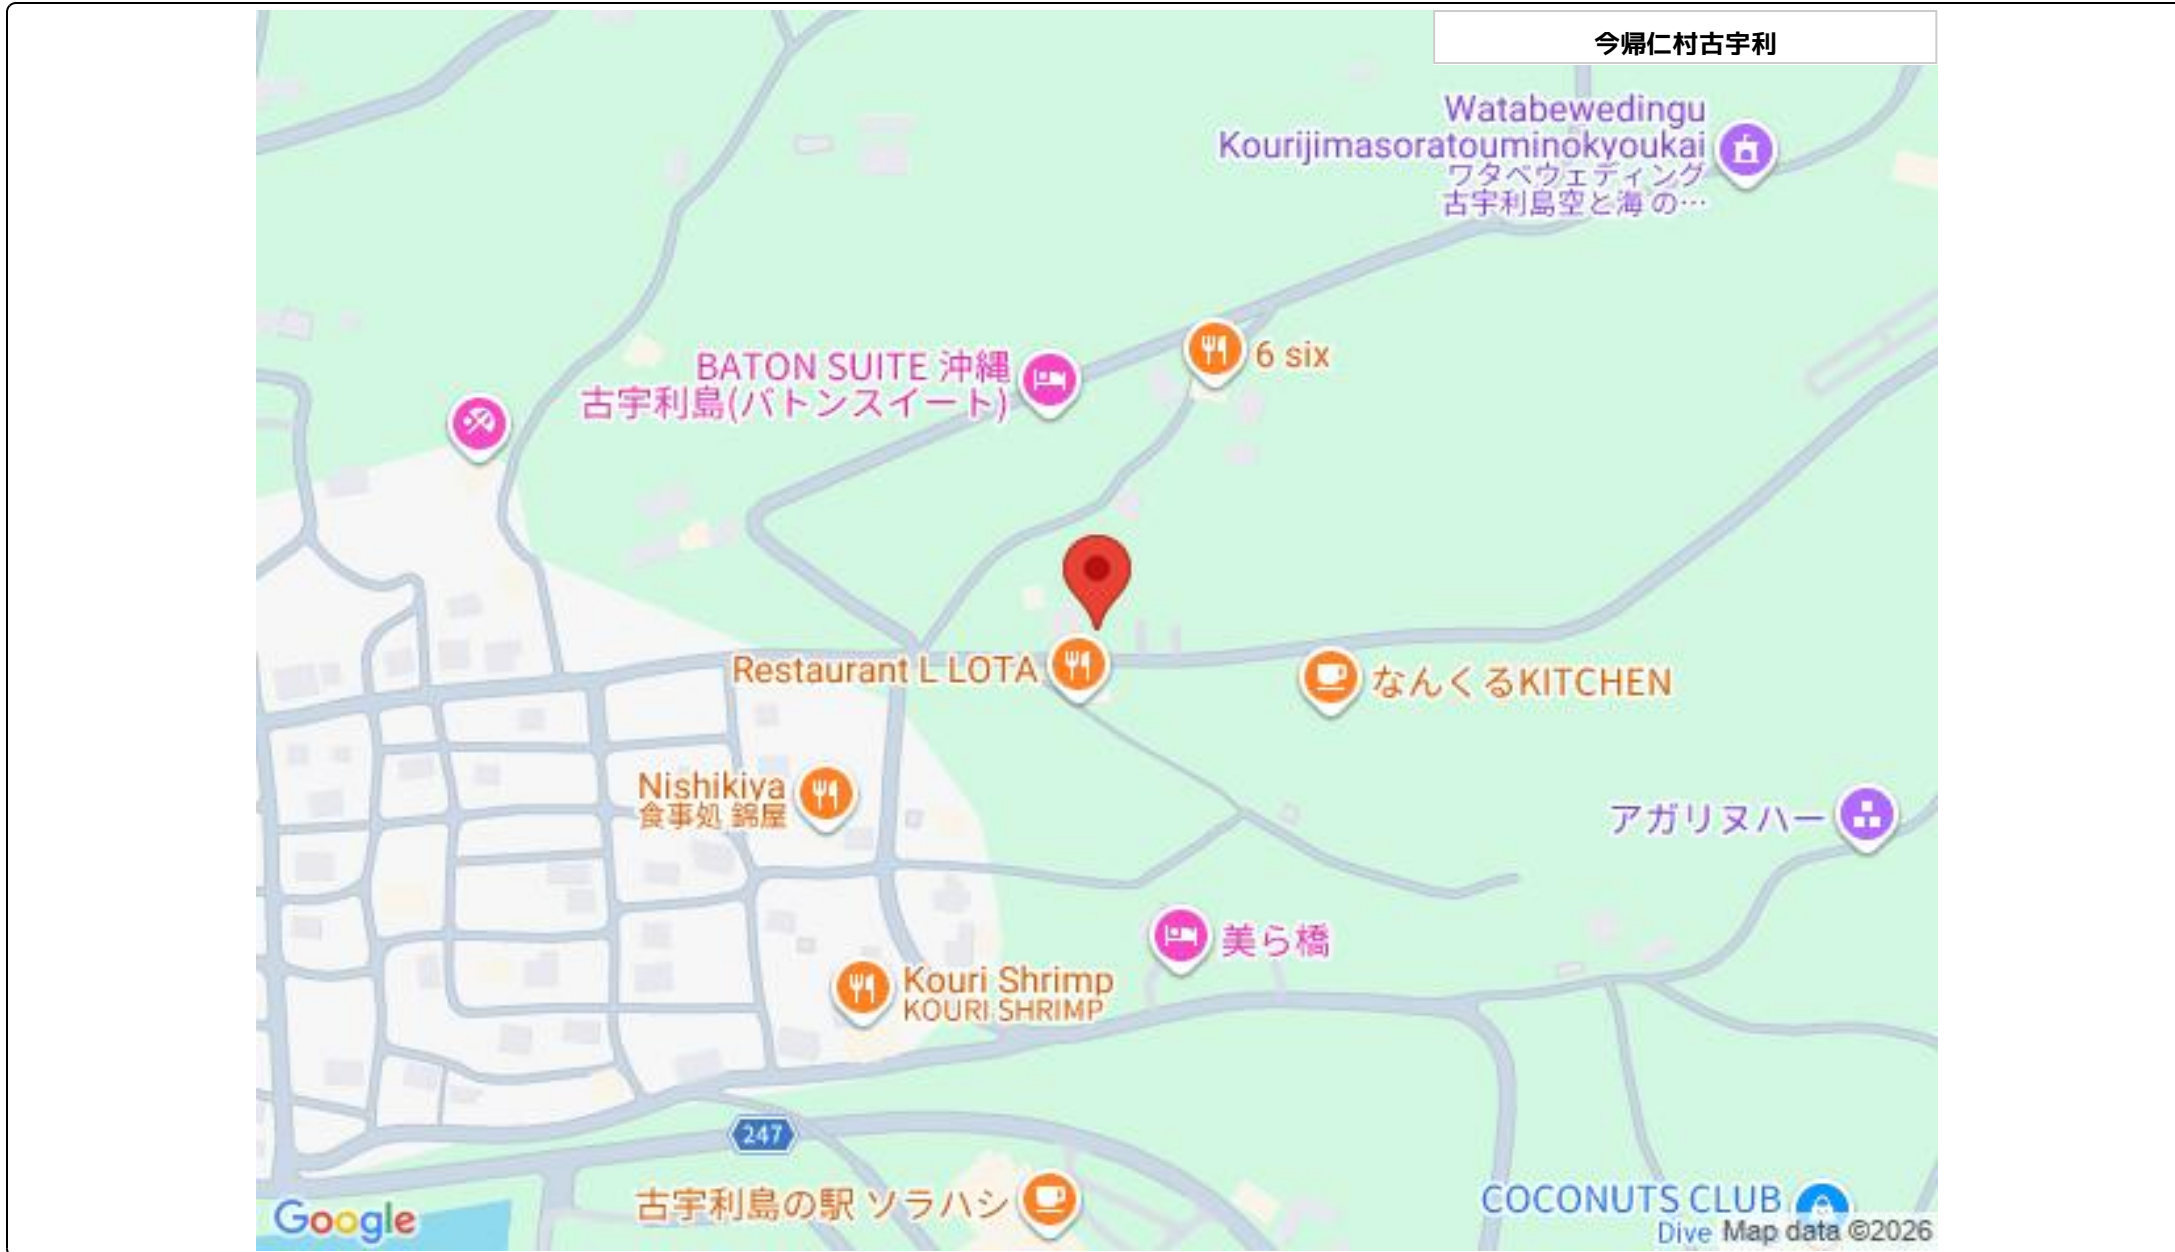 今帰仁村古宇利
Watabewedingu
Kourijimasoratouminokyoukai
ワタベウェディング
古宇利島空と海の…
6 six
BATON SUITE 沖縄
古宇利島(バトンスイート)
Restaurant L LOTA
なんくるKITCHEN
Nishikiya
食事処 錦屋
アガリヌハー
美ら橋
Kouri Shrimp
KOURI SHRIMP
247
古宇利島の駅 ソラハシ
COCONUTS CLUB
Dive
Google
Map data ©2026